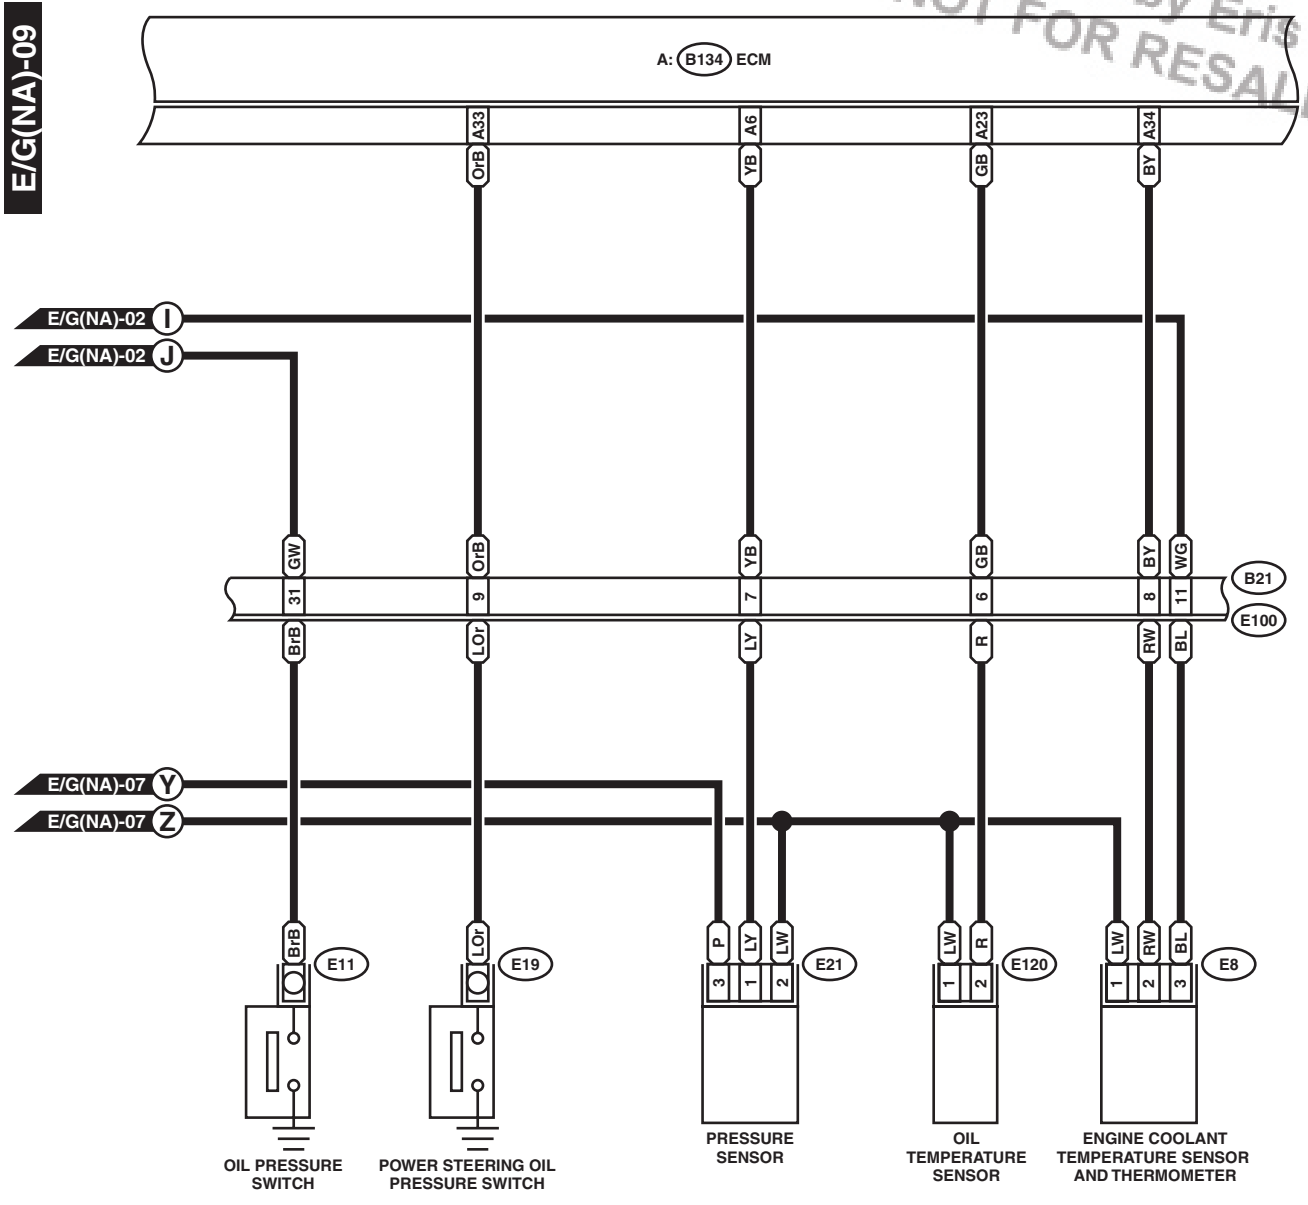 by Eris
NOT FOR RESAL
E/G(NA)-09
A: B134 ECM
A33 A6 A23 A34
OrB YB GB BY
E/G(NA)-02 I
E/G(NA)-02 J
GW OrB YB GB BY WG
31 9 7 6 8 11
B21
E100
BrB LOr LY R RW BL
E/G(NA)-07 Y
E/G(NA)-07 Z
BrB LOr P LY LW LW R LW RW BL
E11 E19 E21 E120 E8
3 1 2 1 2 1 2 3
OIL PRESSURE
SWITCH
POWER STEERING OIL
PRESSURE SWITCH
PRESSURE
SENSOR
OIL
TEMPERATURE
SENSOR
ENGINE COOLANT
TEMPERATURE SENSOR
AND THERMOMETER